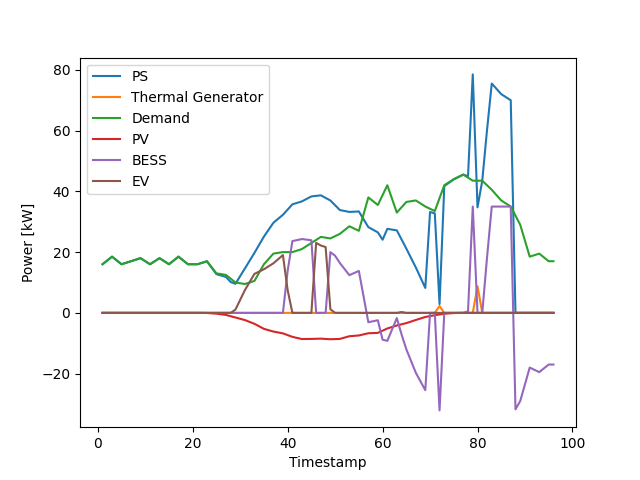 80
60
40
20
0
−20
Power [kW]
PS
Thermal Generator
Demand
PV
BESS
EV
0 20 40 60 80 100
Timestamp